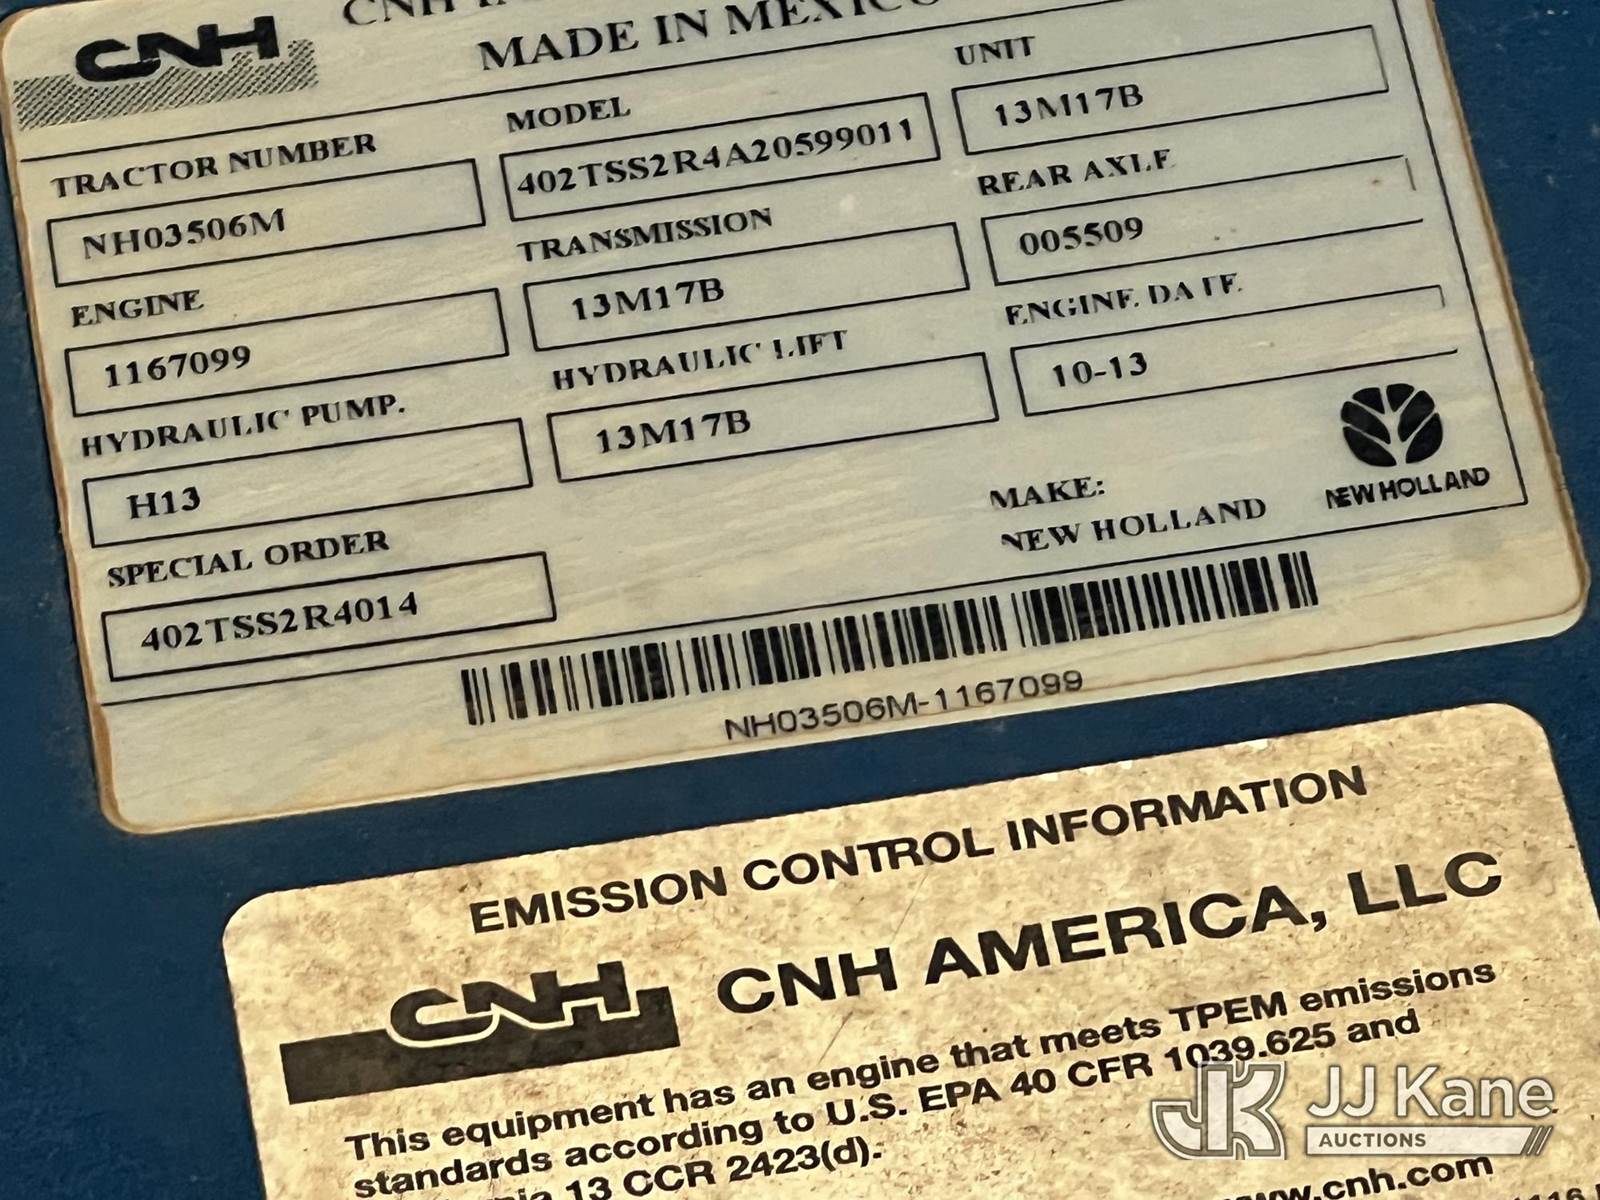 CNH
CNH
MADE IN MEXICO
TRACTOR NUMBER
NH03506M
MODEL
402TSS2R4A20599011
UNIT
13M17B
ENGINE
1167099
TRANSMISSION
13M17B
REAR AXLE
005509
HYDRAULIC PUMP.
H13
HYDRAULIC LIFT
13M17B
ENGINE DATE
10-13
SPECIAL ORDER
402TSS2R4014
MAKE:
NEW HOLLAND
NEW HOLLAND
NH03506M-1167099
EMISSION CONTROL INFORMATION
CNH
CNH AMERICA, LLC
This equipment has an engine that meets TPEM emissions
standards according to U.S. EPA 40 CFR 1039.625 and
13 CCR 2423(d).
www.cnh.com
JK JJ Kane
AUCTIONS